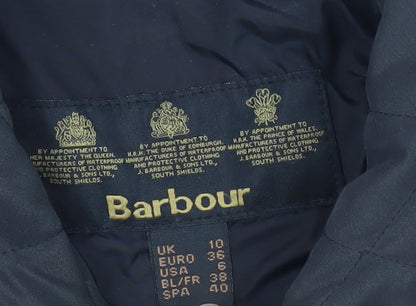 BY APPOINTMENT TO
HER MAJESTY THE QUEEN.
MANUFACTURERS OF WATERPROOF
AND PROTECTIVE CLOTHING
J. BARBOUR & SONS LTD.,
SOUTH SHIELDS.
BY APPOINTMENT TO
H.R.H. THE DUKE OF EDINBURGH.
MANUFACTURERS OF WATERPROOF
AND PROTECTIVE CLOTHING
J. BARBOUR & SONS LTD.,
SOUTH SHIELDS.
BY APPOINTMENT TO
H.R.H. THE PRINCE OF WALES.
MANUFACTURERS OF WATERPROOF
AND PROTECTIVE CLOTHING
J. BARBOUR & SONS LTD.,
SOUTH SHIELDS.
Barbour
UK 10
EURO 36
USA 6
BL/FR 38
SPA 40